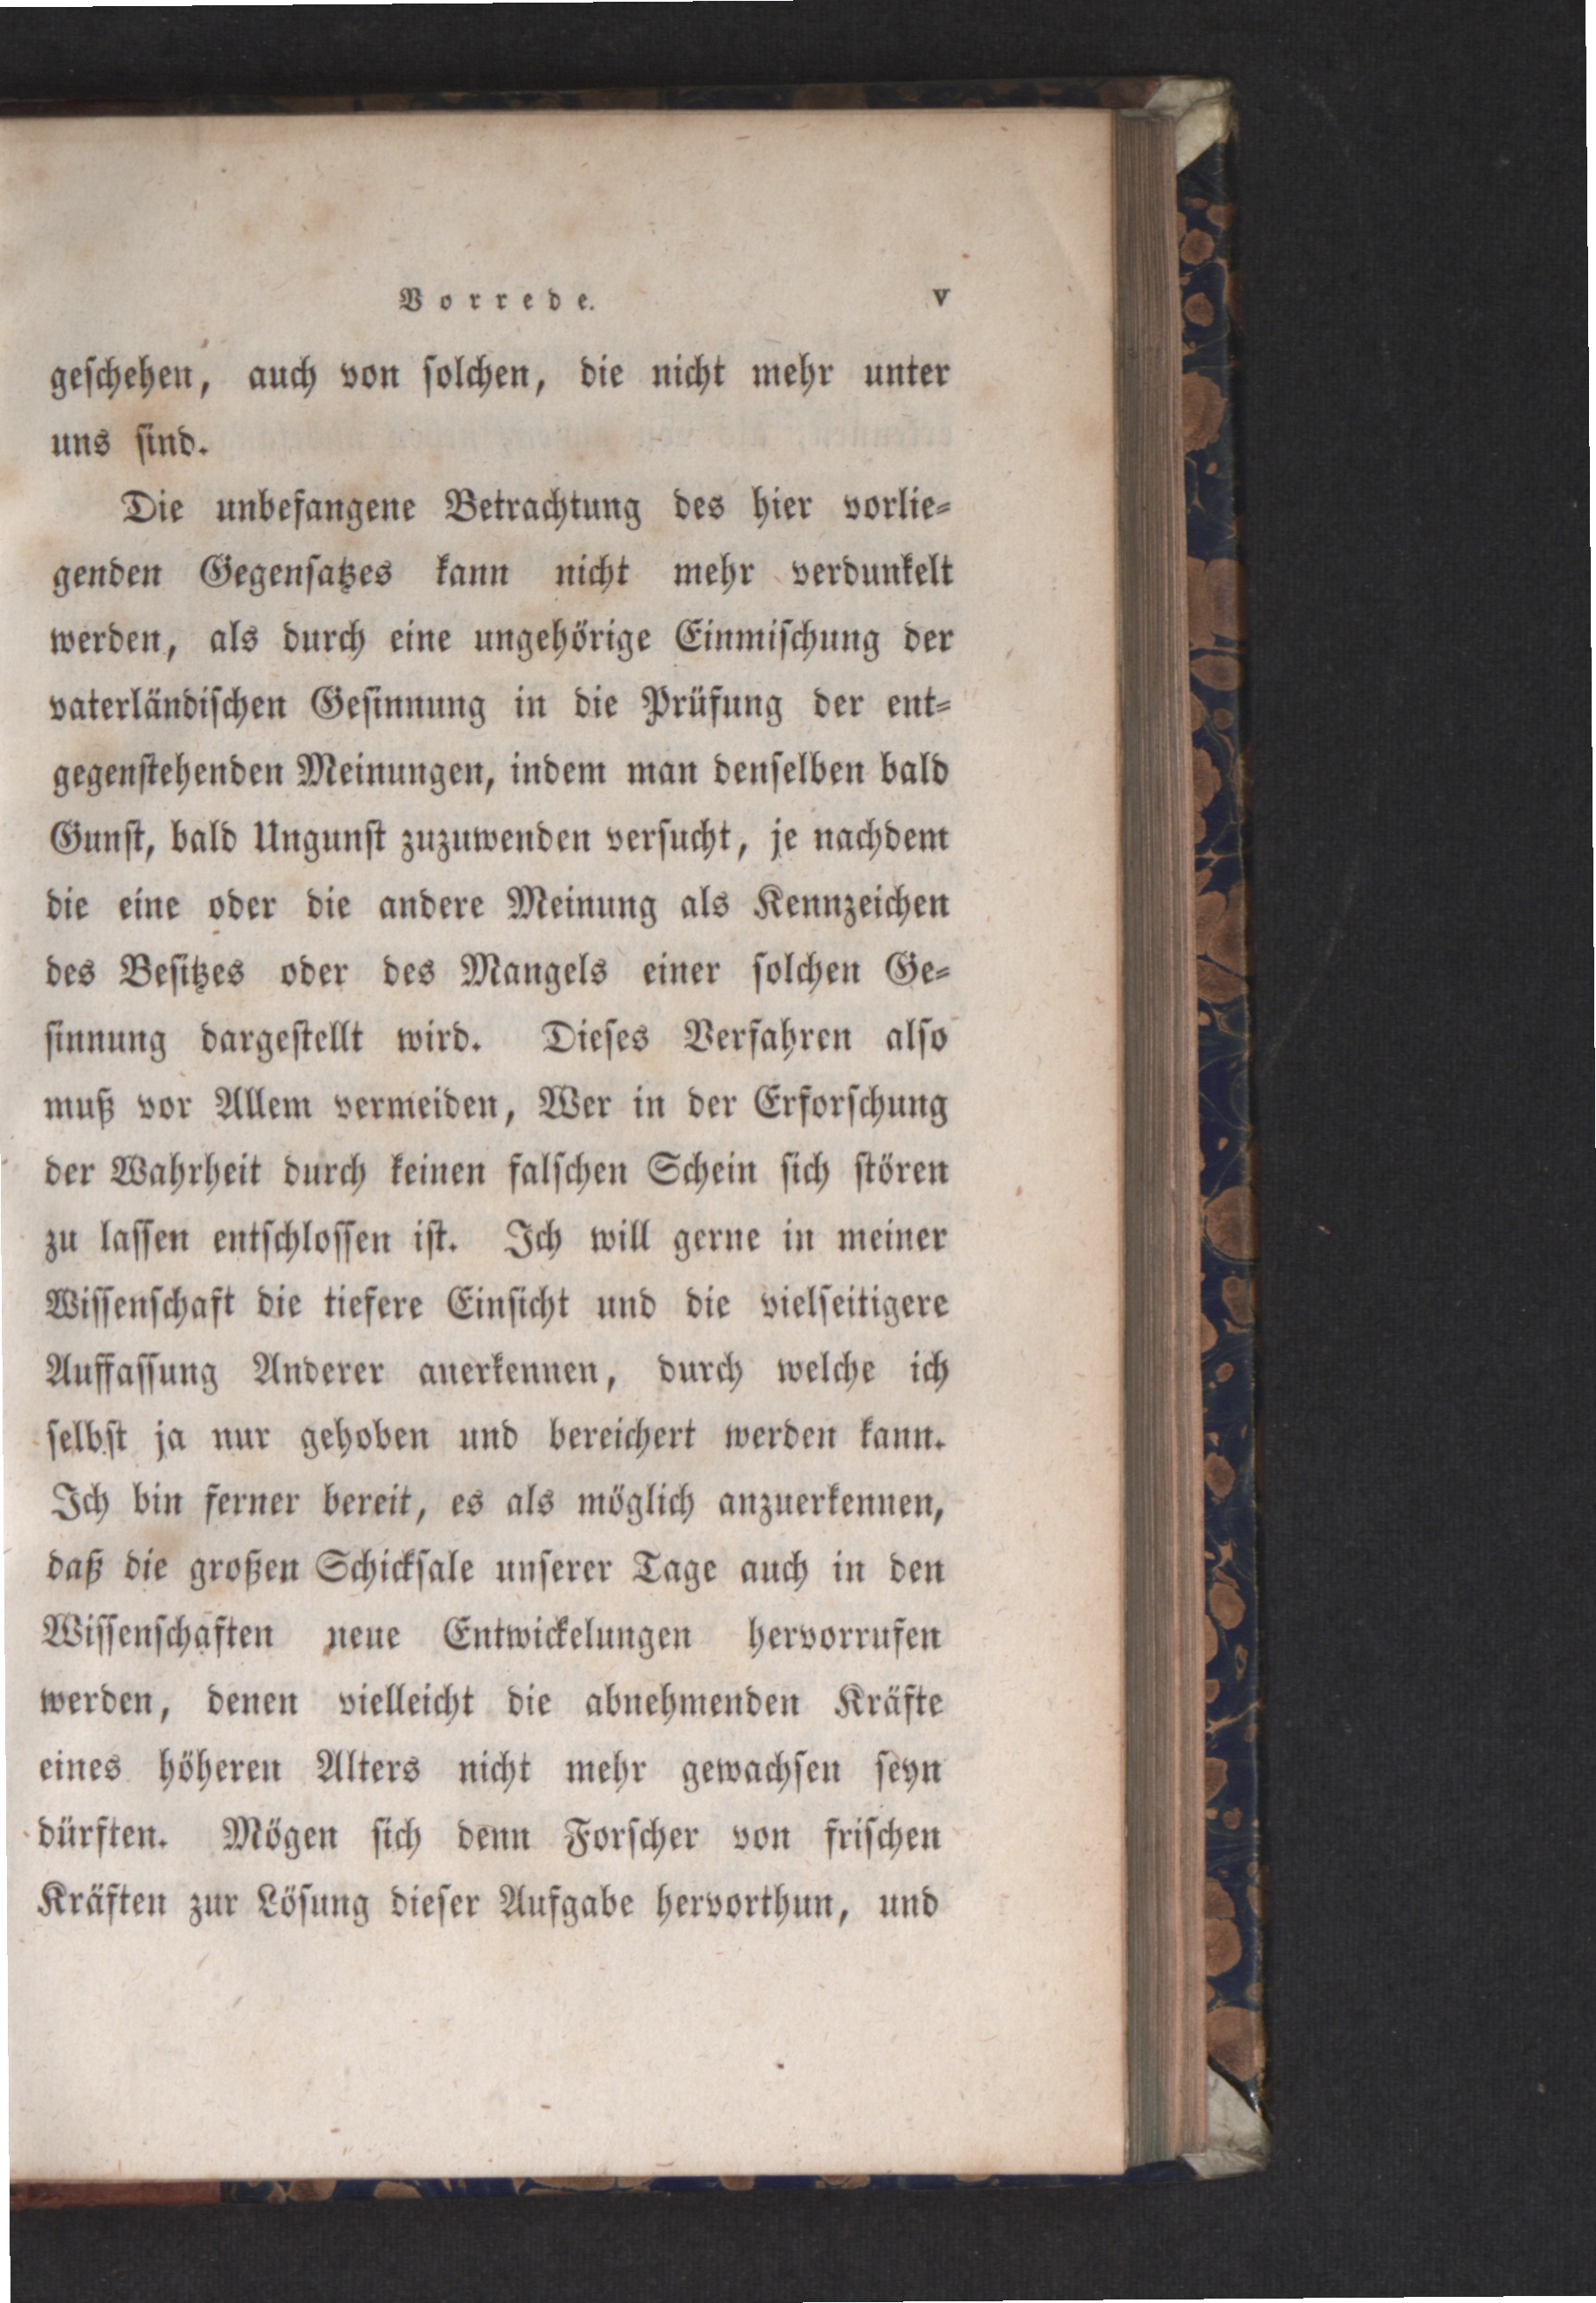 Vorrede. V
geschehen, auch von solchen, die nicht mehr unter
uns sind.
Die unbefangene Betrachtung des hier vorlie-
genden Gegensatzes kann nicht mehr verdunkelt
werden, als durch eine ungehörige Einmischung der
vaterländischen Gesinnung in die Prüfung der ent-
gegenstehenden Meinungen, indem man denselben bald
Gunst, bald Ungunst zuzuwenden versucht, je nachdem
die eine oder die andere Meinung als Kennzeichen
des Besitzes oder des Mangels einer solchen Ge-
sinnung dargestellt wird. Dieses Verfahren also
muß vor Allem vermeiden, Wer in der Erforschung
der Wahrheit durch keinen falschen Schein sich stören
zu lassen entschlossen ist. Ich will gerne in meiner
Wissenschaft die tiefere Einsicht und die vielseitigere
Auffassung Anderer anerkennen, durch welche ich
selbst ja nur gehoben und bereichert werden kann.
Ich bin ferner bereit, es als möglich anzuerkennen,
daß die großen Schicksale unserer Tage auch in den
Wissenschaften neue Entwickelungen hervorrufen
werden, denen vielleicht die abnehmenden Kräfte
eines höheren Alters nicht mehr gewachsen seyn
dürften. Mögen sich denn Forscher von frischen
Kräften zur Lösung dieser Aufgabe hervorthun, und